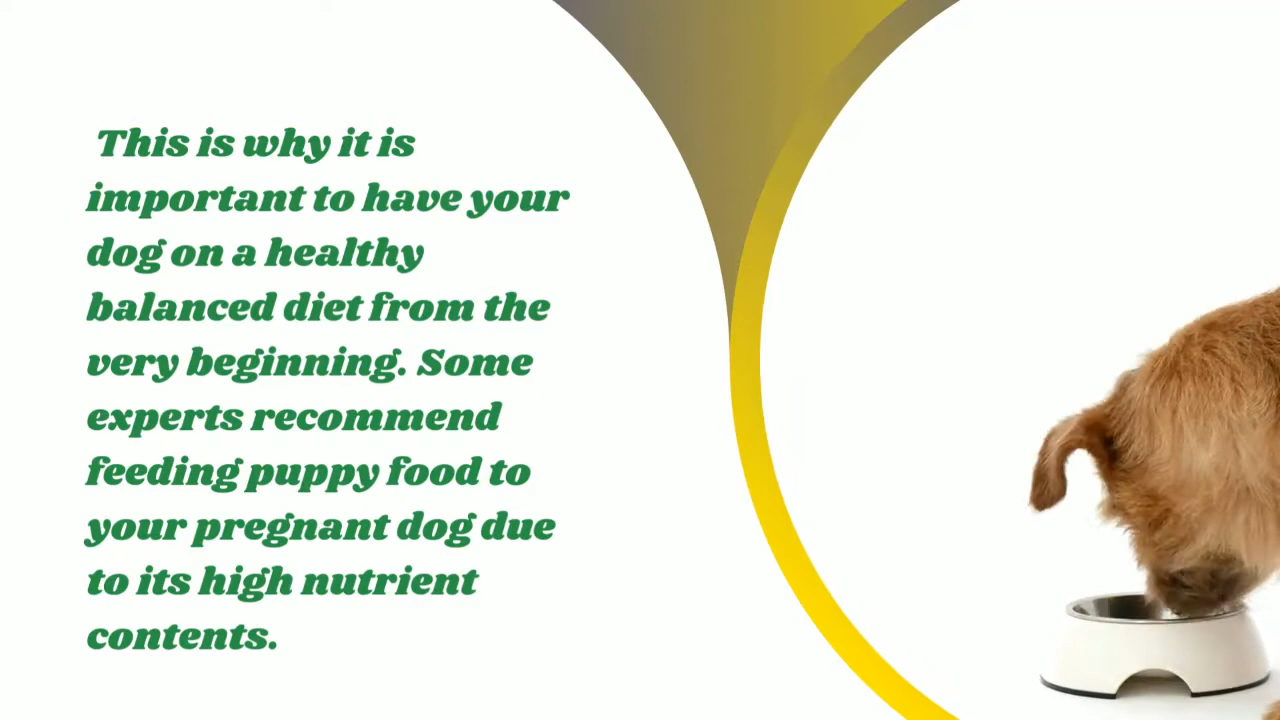 This is why it is
important to have your
dog on a healthy
balanced diet from the
very beginning. Some
experts recommend
feeding puppy food to
your pregnant dog due
to its high nutrient
contents.